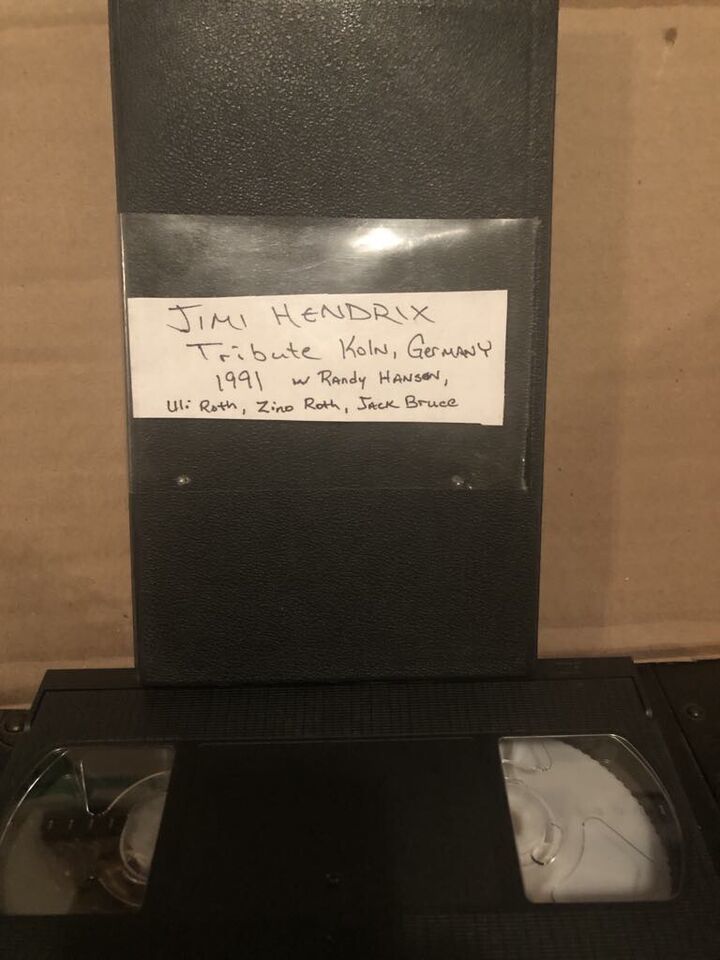 JIMI HENDRIX
Tribute Koln, GERMANY
1991 w Randy HANSEN,
Uli Roth, Zino Roth, JACK Bruce